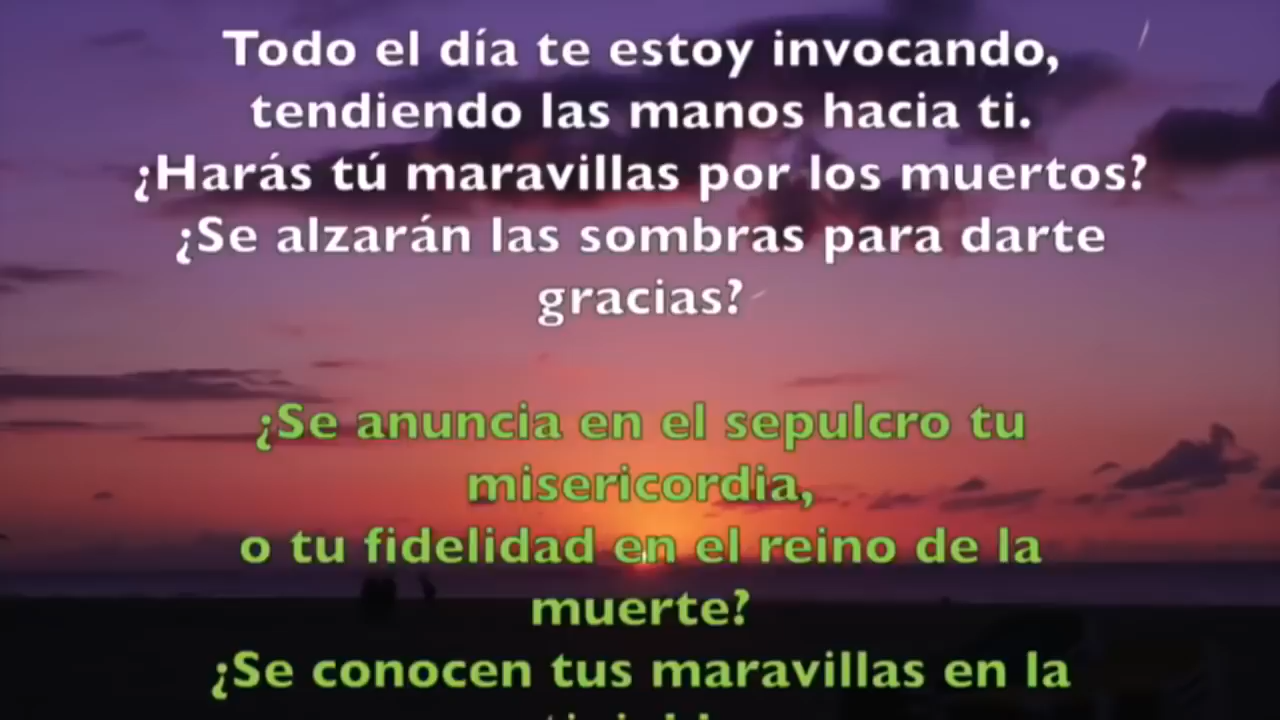 Todo el día te estoy invocando,
tendiendo las manos hacia ti.
¿Harás tú maravillas por los muertos?
¿Se alzarán las sombras para darte
gracias?
¿Se anuncia en el sepulcro tu
misericordia,
o tu fidelidad en el reino de la
muerte?
¿Se conocen tus maravillas en la